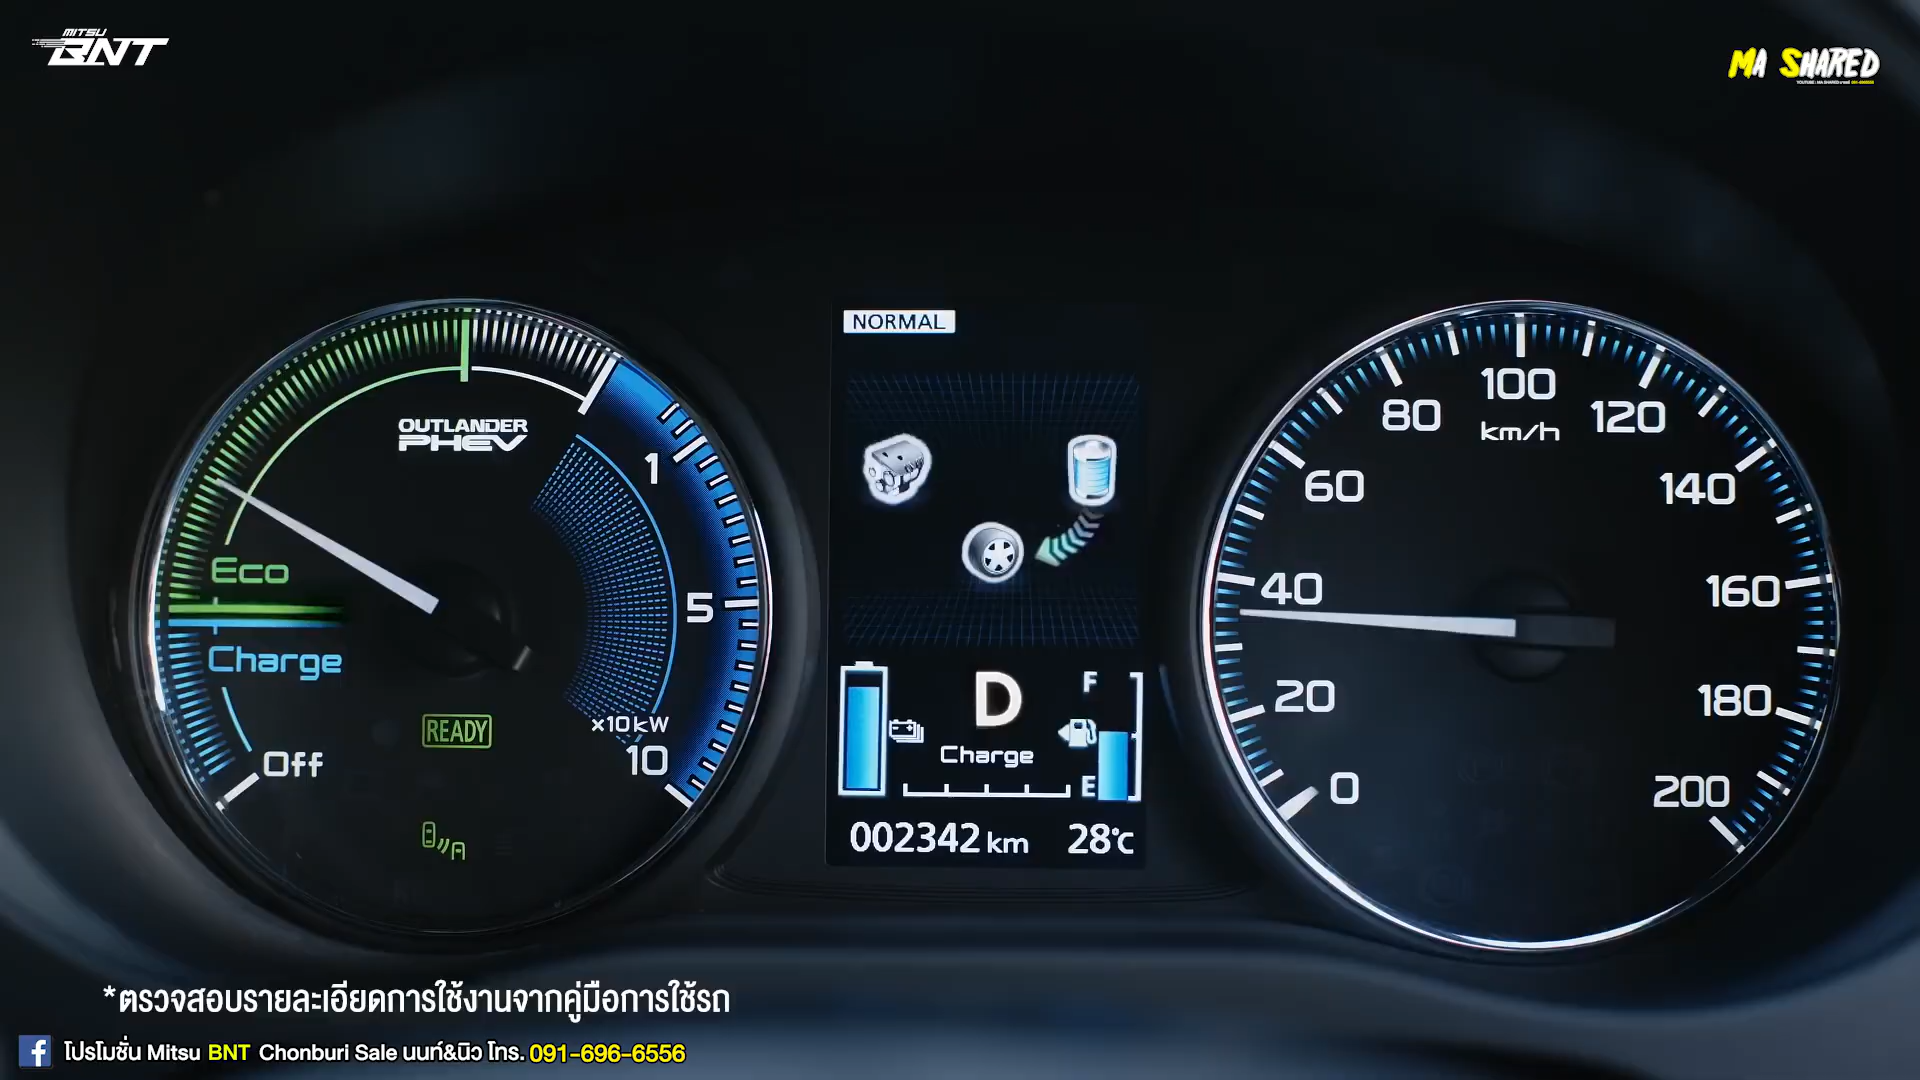 MITSU
BNT
MA SHARED
NORMAL
OUTLANDER
PHEV
Eco
Charge
Off
READY
1
5
×10kW
10
D
Charge
F
E
002342 km
28°C
0
20
40
60
80
100
km/h
120
140
160
180
200
*ตรวจสอบรายละเอียดการใช้งานจากคู่มือการใช้รถ
โปรโมชั่น Mitsu BNT Chonburi Sale นนท์&นิว โทร. 091-696-6556